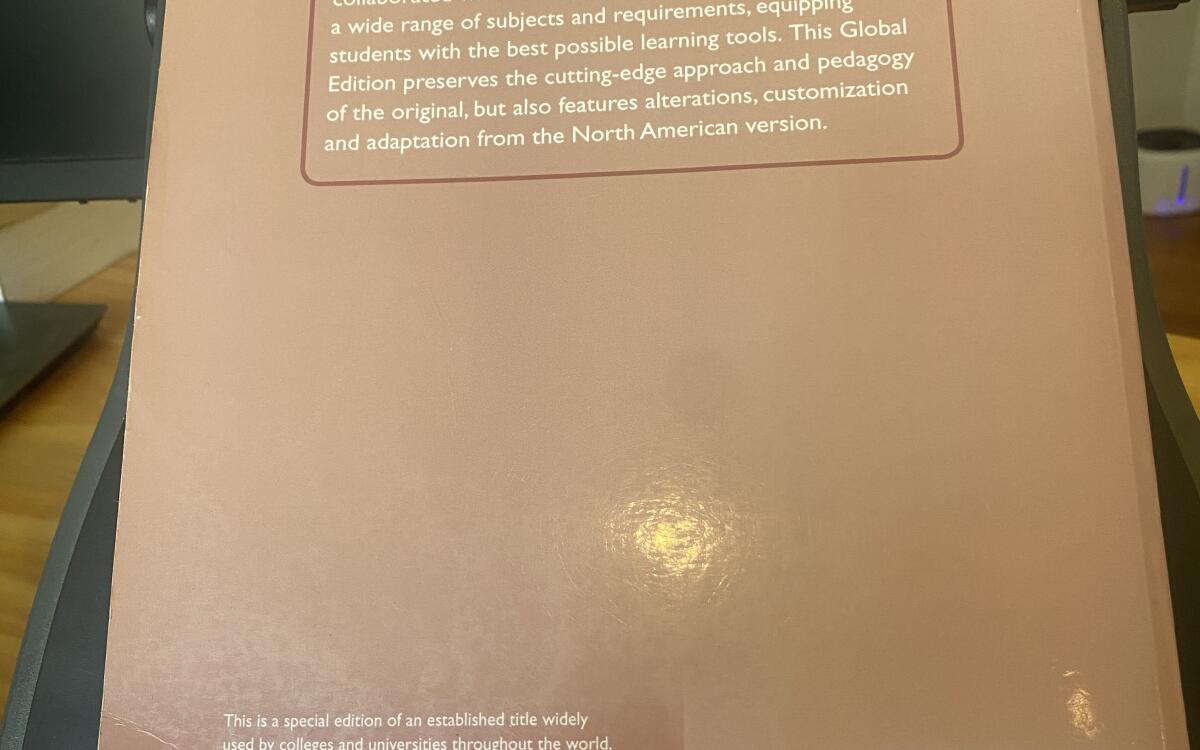 a wide range of subjects and requirements, equipping
students with the best possible learning tools. This Global
Edition preserves the cutting-edge approach and pedagogy
of the original, but also features alterations, customization
and adaptation from the North American version.
This is a special edition of an established title widely
used by colleges and universities throughout the world.